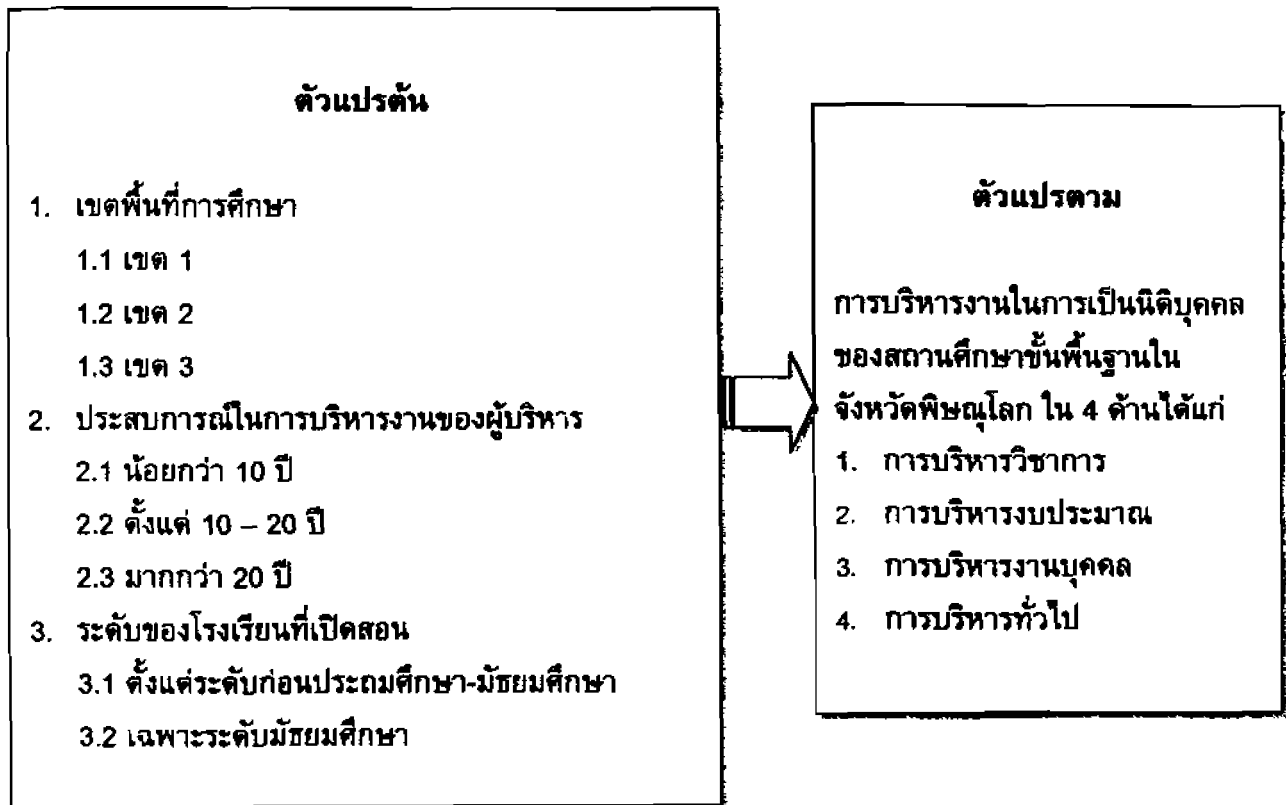 ตัวแปรต้น
1. เขตพื้นที่การศึกษา
1.1 เขต 1
1.2 เขต 2
1.3 เขต 3
2. ประสบการณ์ในการบริหารงานของผู้บริหาร
2.1 น้อยกว่า 10 ปี
2.2 ตั้งแต่ 10 – 20 ปี
2.3 มากกว่า 20 ปี
3. ระดับของโรงเรียนที่เปิดสอน
3.1 ตั้งแต่ระดับก่อนประถมศึกษา-มัธยมศึกษา
3.2 เฉพาะระดับมัธยมศึกษา
ตัวแปรตาม
การบริหารงานในการเป็นนิติบุคคล
ของสถานศึกษาขั้นพื้นฐานใน
จังหวัดพิษณุโลก ใน 4 ด้านได้แก่
1. การบริหารวิชาการ
2. การบริหารงบประมาณ
3. การบริหารงานบุคคล
4. การบริหารทั่วไป